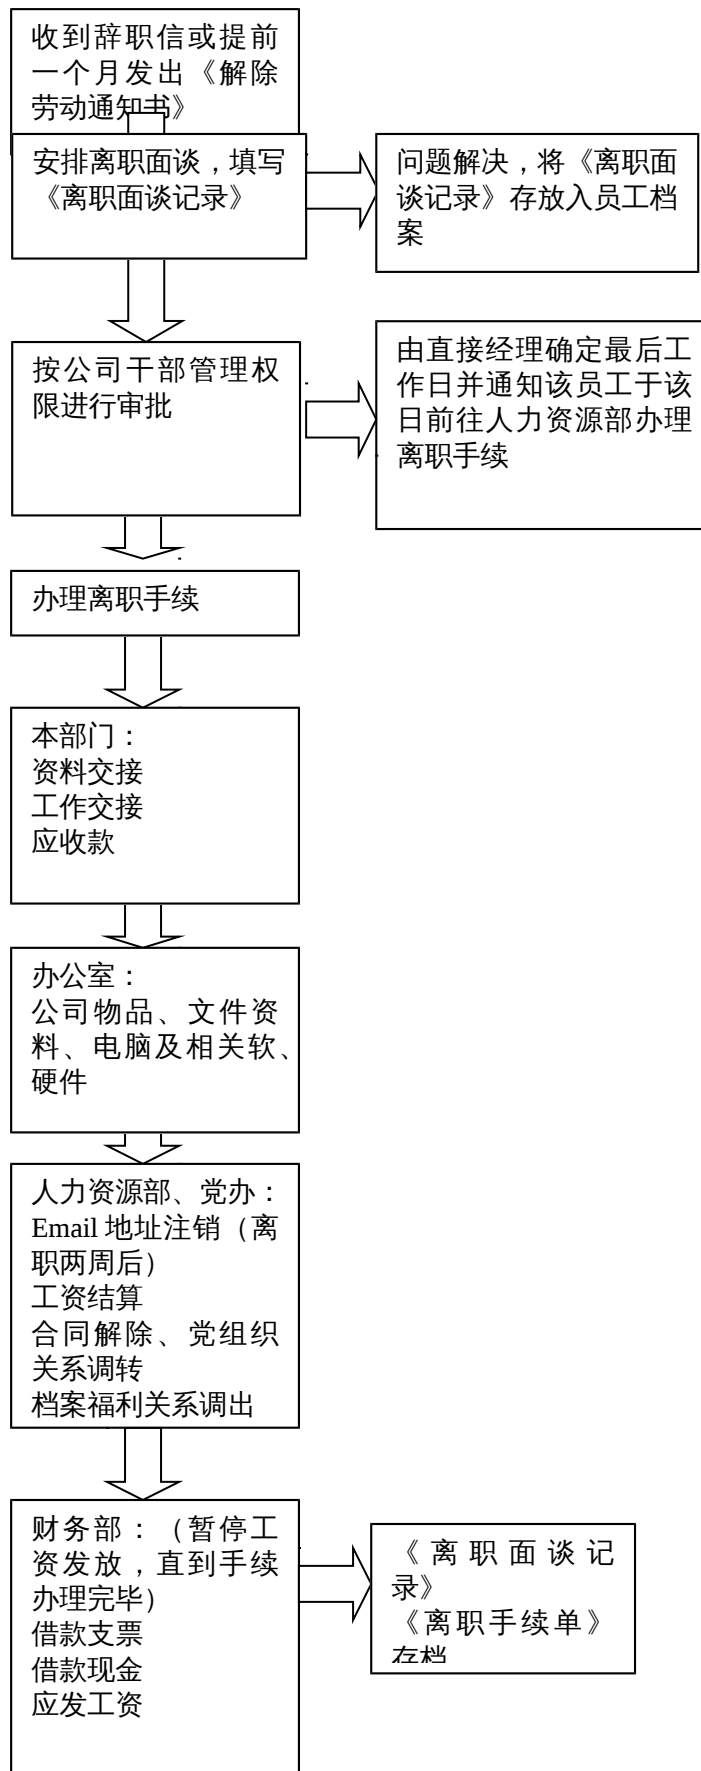 收到辞职信或提前
一个月发出《解除
劳动通知书》
安排离职面谈，填写
《离职面谈记录》
问题解决，将《离职面
谈记录》存放入员工档
案
按公司干部管理权
限进行审批
由直接经理确定最后工
作日并通知该员工于该
日前往人力资源部办理
离职手续
办理离职手续
本部门：
资料交接
工作交接
应收款
办公室：
公司物品、文件资
料、电脑及相关软、
硬件
人力资源部、党办：
Email 地址注销（离
职两周后）
工资结算
合同解除、党组织
关系调转
档案福利关系调出
财务部：（暂停工
资发放，直到手续
办理完毕）
借款支票
借款现金
应发工资
《离职面谈记
录》
《离职手续单》
存档